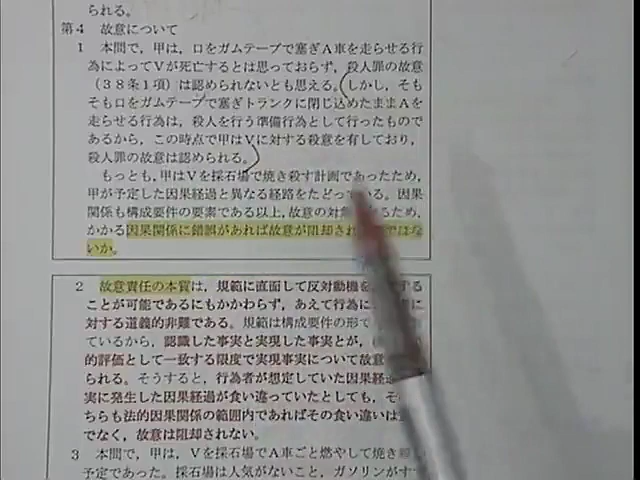 られる。
第4 故意について
1 本問で，甲は，口をガムテープで塞ぎA車を走らせる行
為によってVが死亡するとは思っておらず，殺人罪の故意
（38条1項）は認められないとも思える。しかし，そも
そも口をガムテープで塞ぎトランクに閉じ込めたままAを
走らせる行為は，殺人を行う準備行為として行ったもので
あるから，この時点で甲はVに対する殺意を有しており，
殺人罪の故意は認められる。
もっとも，甲はVを採石場で焼き殺す計画であったため，
甲が予定した因果経過と異なる経路をたどっている。因果
関係も構成要件の要素である以上，故意の対象 るため，
かかる因果関係に錯誤があれば故意が阻却され な
いか。
2 故意責任の本質は，規範に直面して反対動機を する
ことが可能であるにもかかわらず，あえて行為に に
対する道義的非難である。規範は構成要件の形で
ているから，認識した事実と実現した事実とが，
的評価として一致する限度で実現事実について故意
られる。そうすると，行為者が想定していた因果経
実に発生した因果経過が食い違っていたとしても，そ
ちらも法的因果関係の範囲内であればその食い違いは
でなく，故意は阻却されない。
3 本問で，甲は，Vを採石場でA車ごと燃やして焼き殺
予定であった。採石場は人気がないこと，ガソリンがす